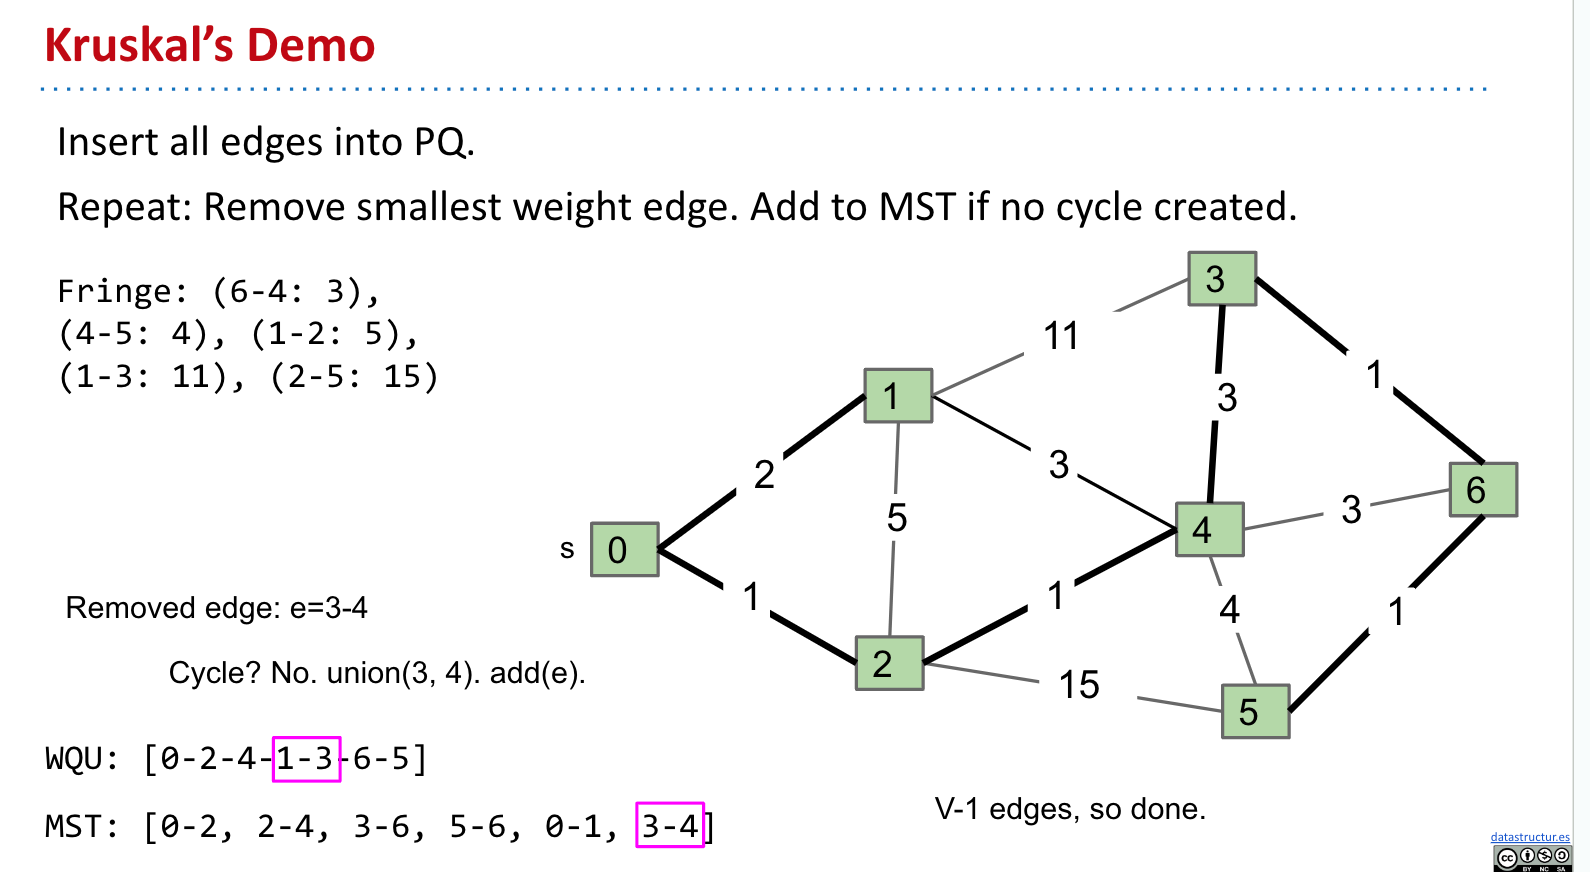 Kruskal's Demo
Insert all edges into PQ.
Repeat: Remove smallest weight edge. Add to MST if no cycle created.
Fringe: (6-4: 3),
(4-5: 4), (1-2: 5),
(1-3: 11), (2-5: 15)
3
11
1
1
3
2
3
6
3
5
4
s
0
1
1
4
1
2
15
5
Removed edge: e=3-4
Cycle? No. union(3, 4). add(e).
WQU: [0-2-4-1-3-6-5]
MST: [0-2, 2-4, 3-6, 5-6, 0-1, 3-4]
V-1 edges, so done.
datastructur.es
cc
BY NC SA